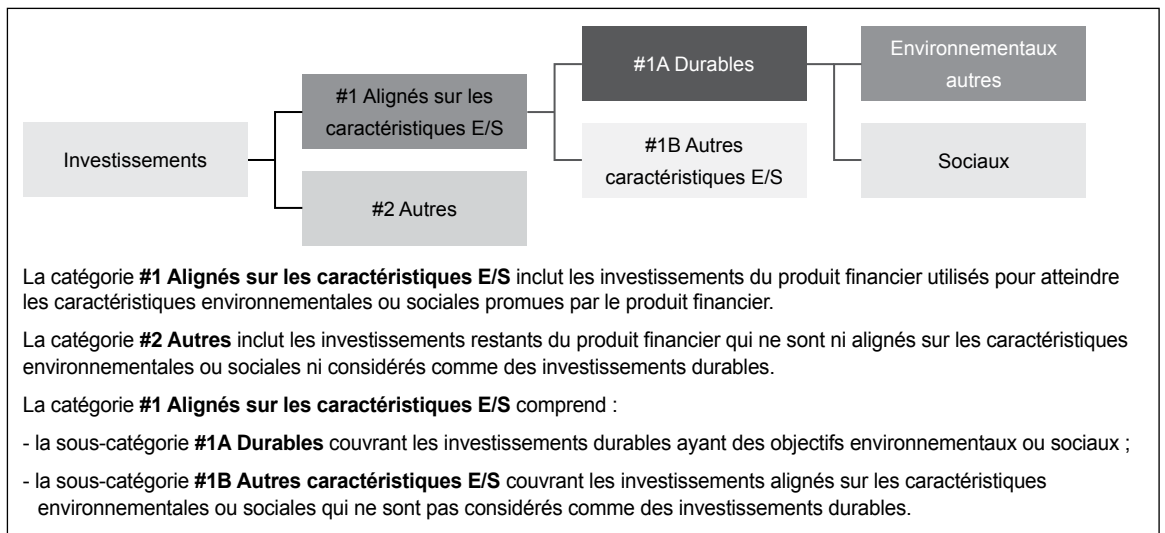 Investissements
#1 Alignés sur les
caractéristiques E/S
#2 Autres
#1A Durables
#1B Autres
caractéristiques E/S
Environnementaux
autres
Sociaux
La catégorie #1 Alignés sur les caractéristiques E/S inclut les investissements du produit financier utilisés pour atteindre
les caractéristiques environnementales ou sociales promues par le produit financier.
La catégorie #2 Autres inclut les investissements restants du produit financier qui ne sont ni alignés sur les caractéristiques
environnementales ou sociales ni considérés comme des investissements durables.
La catégorie #1 Alignés sur les caractéristiques E/S comprend :
- la sous-catégorie #1A Durables couvrant les investissements durables ayant des objectifs environnementaux ou sociaux ;
- la sous-catégorie #1B Autres caractéristiques E/S couvrant les investissements alignés sur les caractéristiques
environnementales ou sociales qui ne sont pas considérés comme des investissements durables.